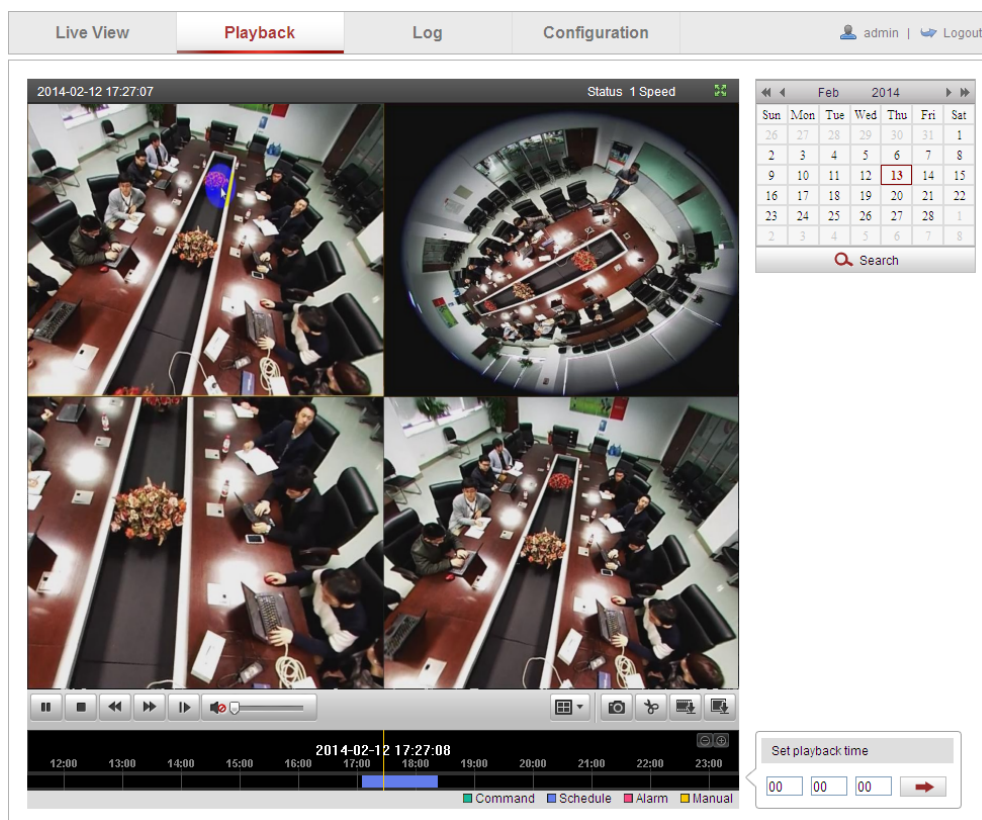 Live View Playback Log Configuration admin | Logout
2014-02-12 17:27:07 Status 1 Speed
Feb 2014
Sun Mon Tue Wed Thu Fri Sat
26 27 28 29 30 31 1
2 3 4 5 6 7 8
9 10 11 12 13 14 15
16 17 18 19 20 21 22
23 24 25 26 27 28 1
2 3 4 5 6 7 8
Search
2014-02-12 17:27:08
12:00 13:00 14:00 15:00 16:00 17:00 18:00 19:00 20:00 21:00 22:00 23:00
Command Schedule Alarm Manual
Set playback time
00 00 00